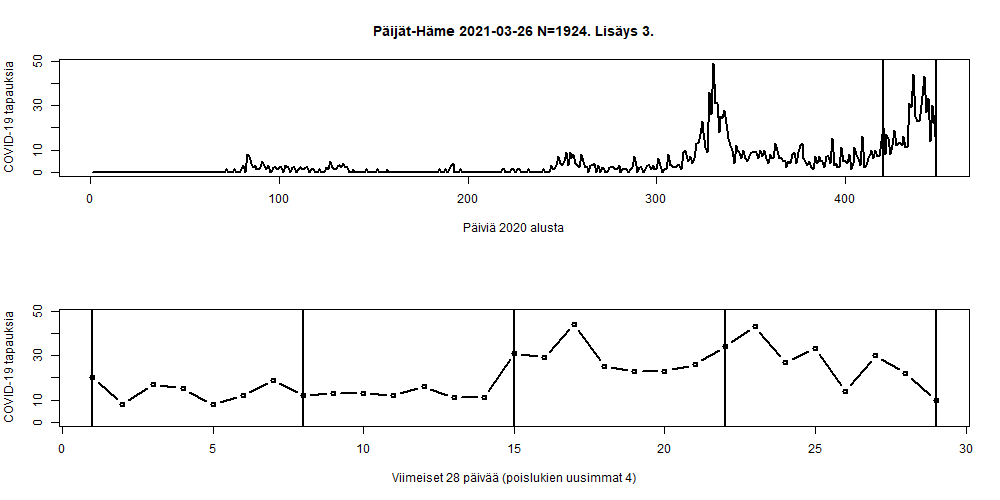 Päijät-Häme 2021-03-26 N=1924. Lisäys 3.
COVID-19 tapauksia
50
30
10
0
0 100 200 300 400
Päiviä 2020 alusta
COVID-19 tapauksia
50
30
10
0
0 5 10 15 20 25 30
Viimeiset 28 päivää (poislukien uusimmat 4)